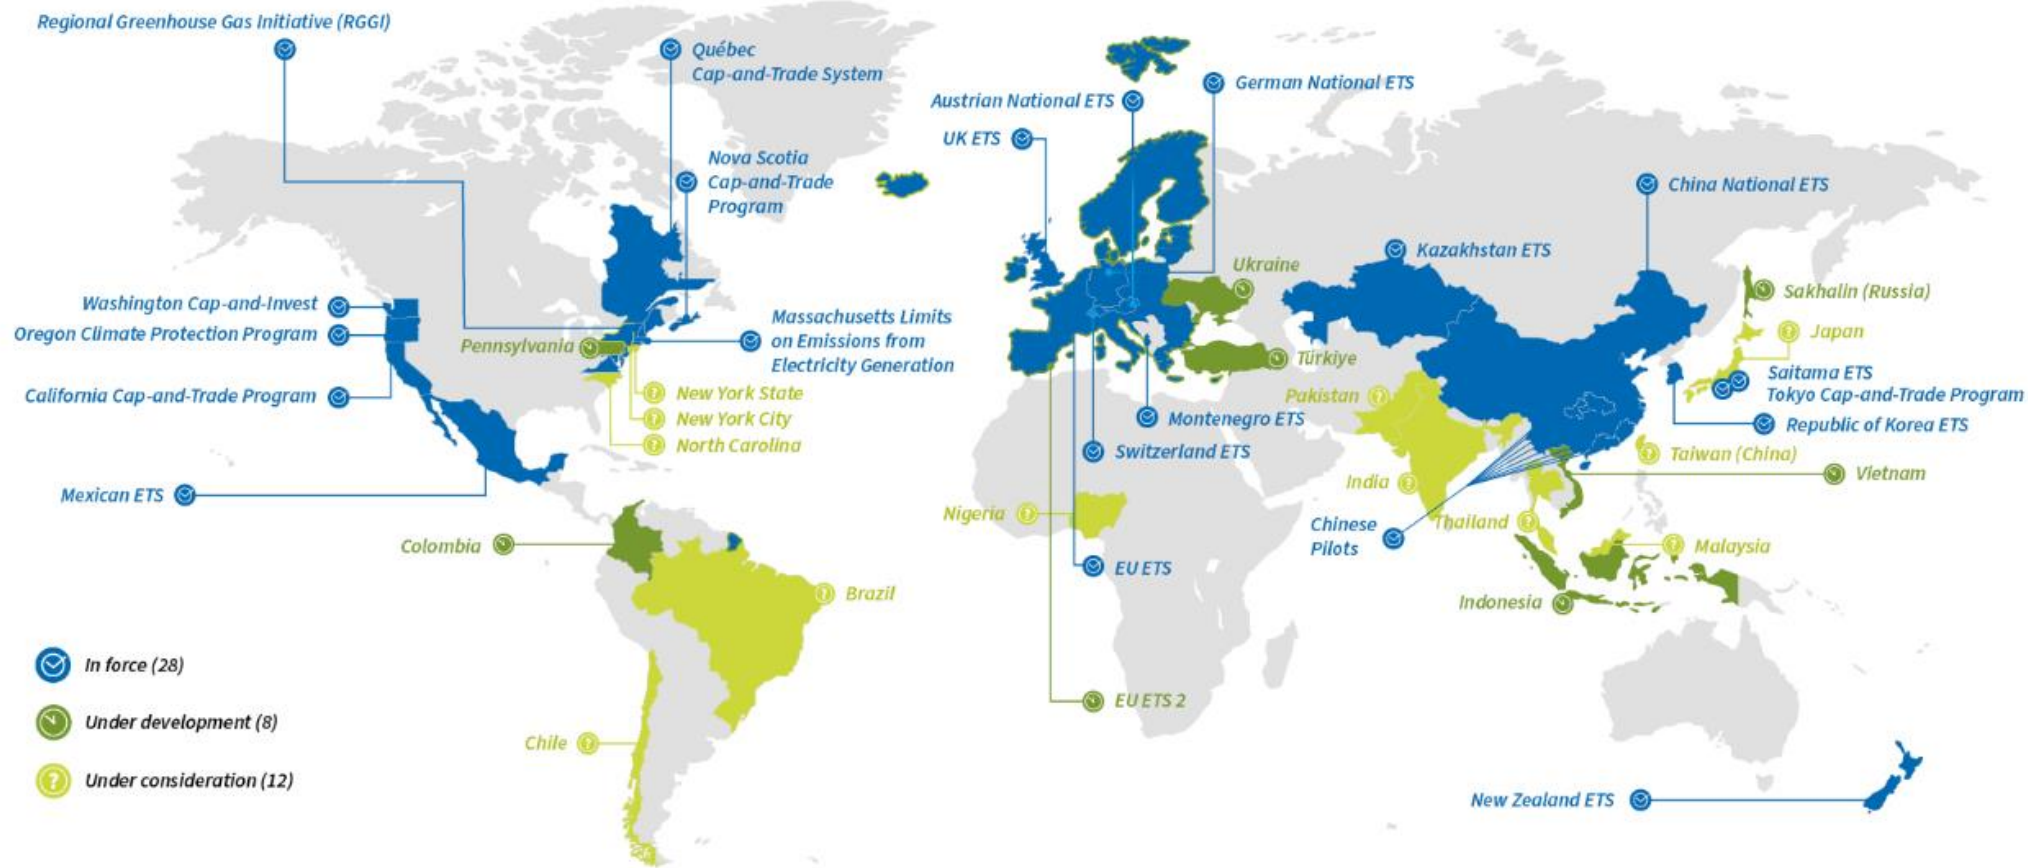 Regional Greenhouse Gas Initiative (RGGI)
Québec
Cap-and-Trade System
German National ETS
Austrian National ETS
UK ETS
Nova Scotia
Cap-and-Trade
Program
China National ETS
Kazakhstan ETS
Ukraine
Sakhalin (Russia)
Washington Cap-and-Invest
Oregon Climate Protection Program
Massachusetts Limits
on Emissions from
Electricity Generation
Pennsylvania
Japan
Türkiye
Saitama ETS
Tokyo Cap-and-Trade Program
California Cap-and-Trade Program
New York State
New York City
North Carolina
Pakistan
Montenegro ETS
Republic of Korea ETS
Switzerland ETS
Taiwan (China)
Vietnam
Mexican ETS
India
Nigeria
Chinese
Pilots
Thailand
Colombia
Malaysia
EU ETS
Brazil
Indonesia
In force (28)
EU ETS 2
Under development (8)
Chile
Under consideration (12)
New Zealand ETS